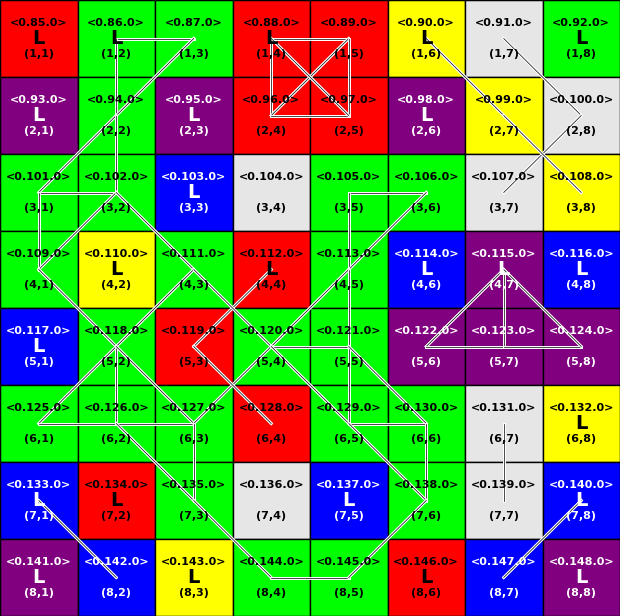 <0.85.0> <0.86.0> <0.87.0> <0.88.0> <0.89.0> <0.90.0> <0.91.0> <0.92.0>
L L L L L
(1,1) (1,2) (1,3) (1,4) (1,5) (1,6) (1,7) (1,8)
<0.93.0> <0.94.0> <0.95.0> <0.96.0> <0.97.0> <0.98.0> <0.99.0> <0.100.0>
L L L
(2,1) (2,2) (2,3) (2,4) (2,5) (2,6) (2,7) (2,8)
<0.101.0> <0.102.0> <0.103.0> <0.104.0> <0.105.0> <0.106.0> <0.107.0> <0.108.0>
L
(3,1) (3,2) (3,3) (3,4) (3,5) (3,6) (3,7) (3,8)
<0.109.0> <0.110.0> <0.111.0> <0.112.0> <0.113.0> <0.114.0> <0.115.0> <0.116.0>
L L L L L
(4,1) (4,2) (4,3) (4,4) (4,5) (4,6) (4,7) (4,8)
<0.117.0> <0.118.0> <0.119.0> <0.120.0> <0.121.0> <0.122.0> <0.123.0> <0.124.0>
L
(5,1) (5,2) (5,3) (5,4) (5,5) (5,6) (5,7) (5,8)
<0.125.0> <0.126.0> <0.127.0> <0.128.0> <0.129.0> <0.130.0> <0.131.0> <0.132.0>
L
(6,1) (6,2) (6,3) (6,4) (6,5) (6,6) (6,7) (6,8)
<0.133.0> <0.134.0> <0.135.0> <0.136.0> <0.137.0> <0.138.0> <0.139.0> <0.140.0>
L L L L
(7,1) (7,2) (7,3) (7,4) (7,5) (7,6) (7,7) (7,8)
<0.141.0> <0.142.0> <0.143.0> <0.144.0> <0.145.0> <0.146.0> <0.147.0> <0.148.0>
L L L L
(8,1) (8,2) (8,3) (8,4) (8,5) (8,6) (8,7) (8,8)